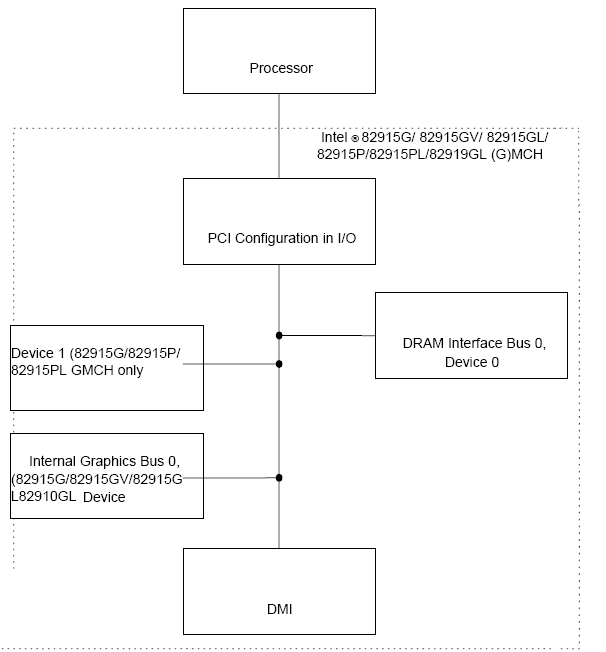 Processor
Intel ® 82915G/ 82915GV/ 82915GL/
82915P/82915PL/82919GL (G)MCH
PCI Configuration in I/O
DRAM Interface Bus 0,
Device 0
Device 1 (82915G/82915P/
82915PL GMCH only
Internal Graphics Bus 0,
(82915G/82915GV/82915G
L82910GL Device
DMI